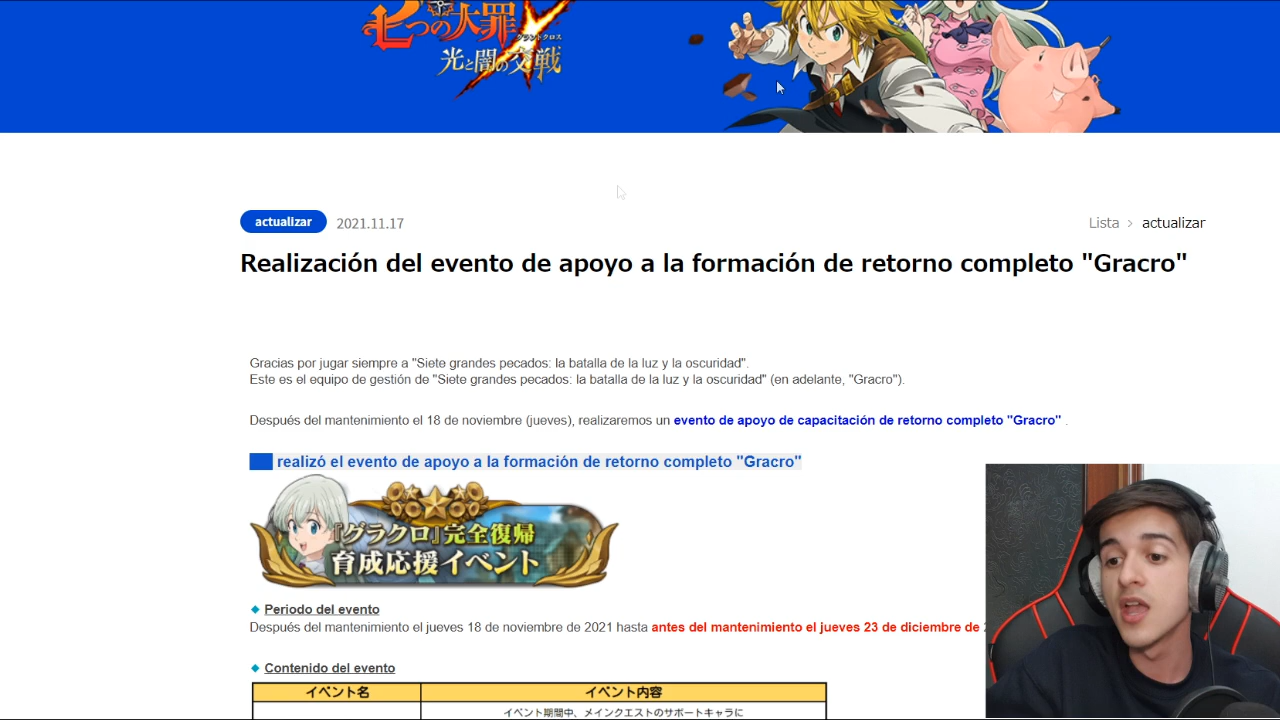 七つの大罪
グランドクロス
光と闇の交戦
actualizar
2021.11.17
Lista > actualizar
Realización del evento de apoyo a la formación de retorno completo "Gracro"
Gracias por jugar siempre a "Siete grandes pecados: la batalla de la luz y la oscuridad".
Este es el equipo de gestión de "Siete grandes pecados: la batalla de la luz y la oscuridad" (en adelante, "Gracro").
Después del mantenimiento el 18 de noviembre (jueves), realizaremos un evento de apoyo de capacitación de retorno completo "Gracro" .
realizó el evento de apoyo a la formación de retorno completo "Gracro"
『グラクロ』完全復帰
育成応援イベント
Periodo del evento
Después del mantenimiento el jueves 18 de noviembre de 2021 hasta antes del mantenimiento el jueves 23 de diciembre de
Contenido del evento
イベント名 イベント内容
イベント期間中、メインクエストのサポートキャラに